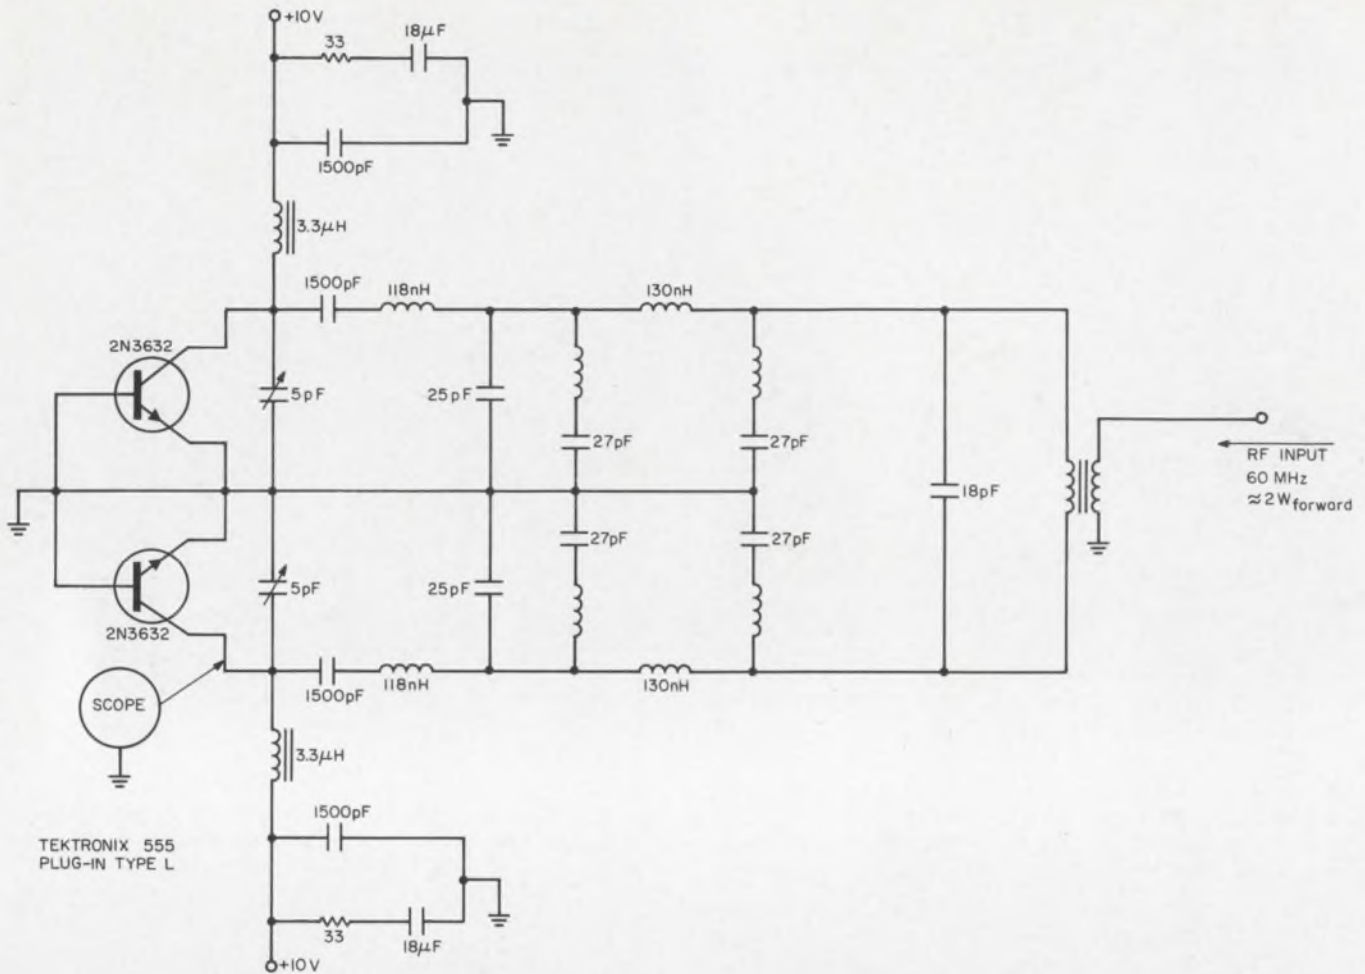 +10V
33
18μF
1500pF
3.3μH
1500pF
118nH
130nH
2N3632
5pF
25pF
27pF
27pF
18pF
RF INPUT
60 MHz
≈2W forward
5pF
25pF
27pF
27pF
2N3632
1500pF
118nH
130nH
SCOPE
3.3μH
1500pF
TEKTRONIX 555
PLUG-IN TYPE L
33
18μF
+10V